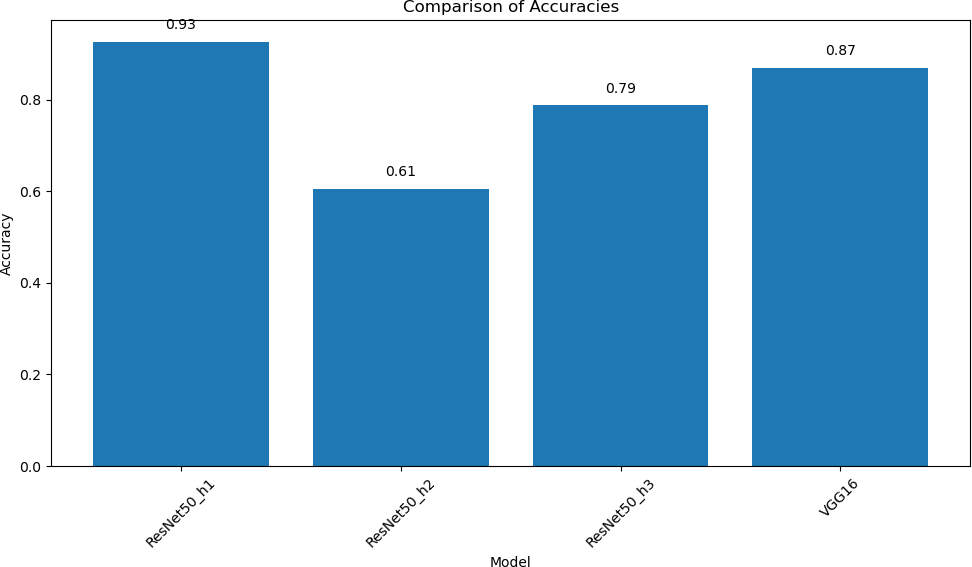 Comparison of Accuracies
0.93
0.87
0.79
0.61
Accuracy
0.8
0.6
0.4
0.2
0.0
ResNet50_h1
ResNet50_h2
ResNet50_h3
VGG16
Model